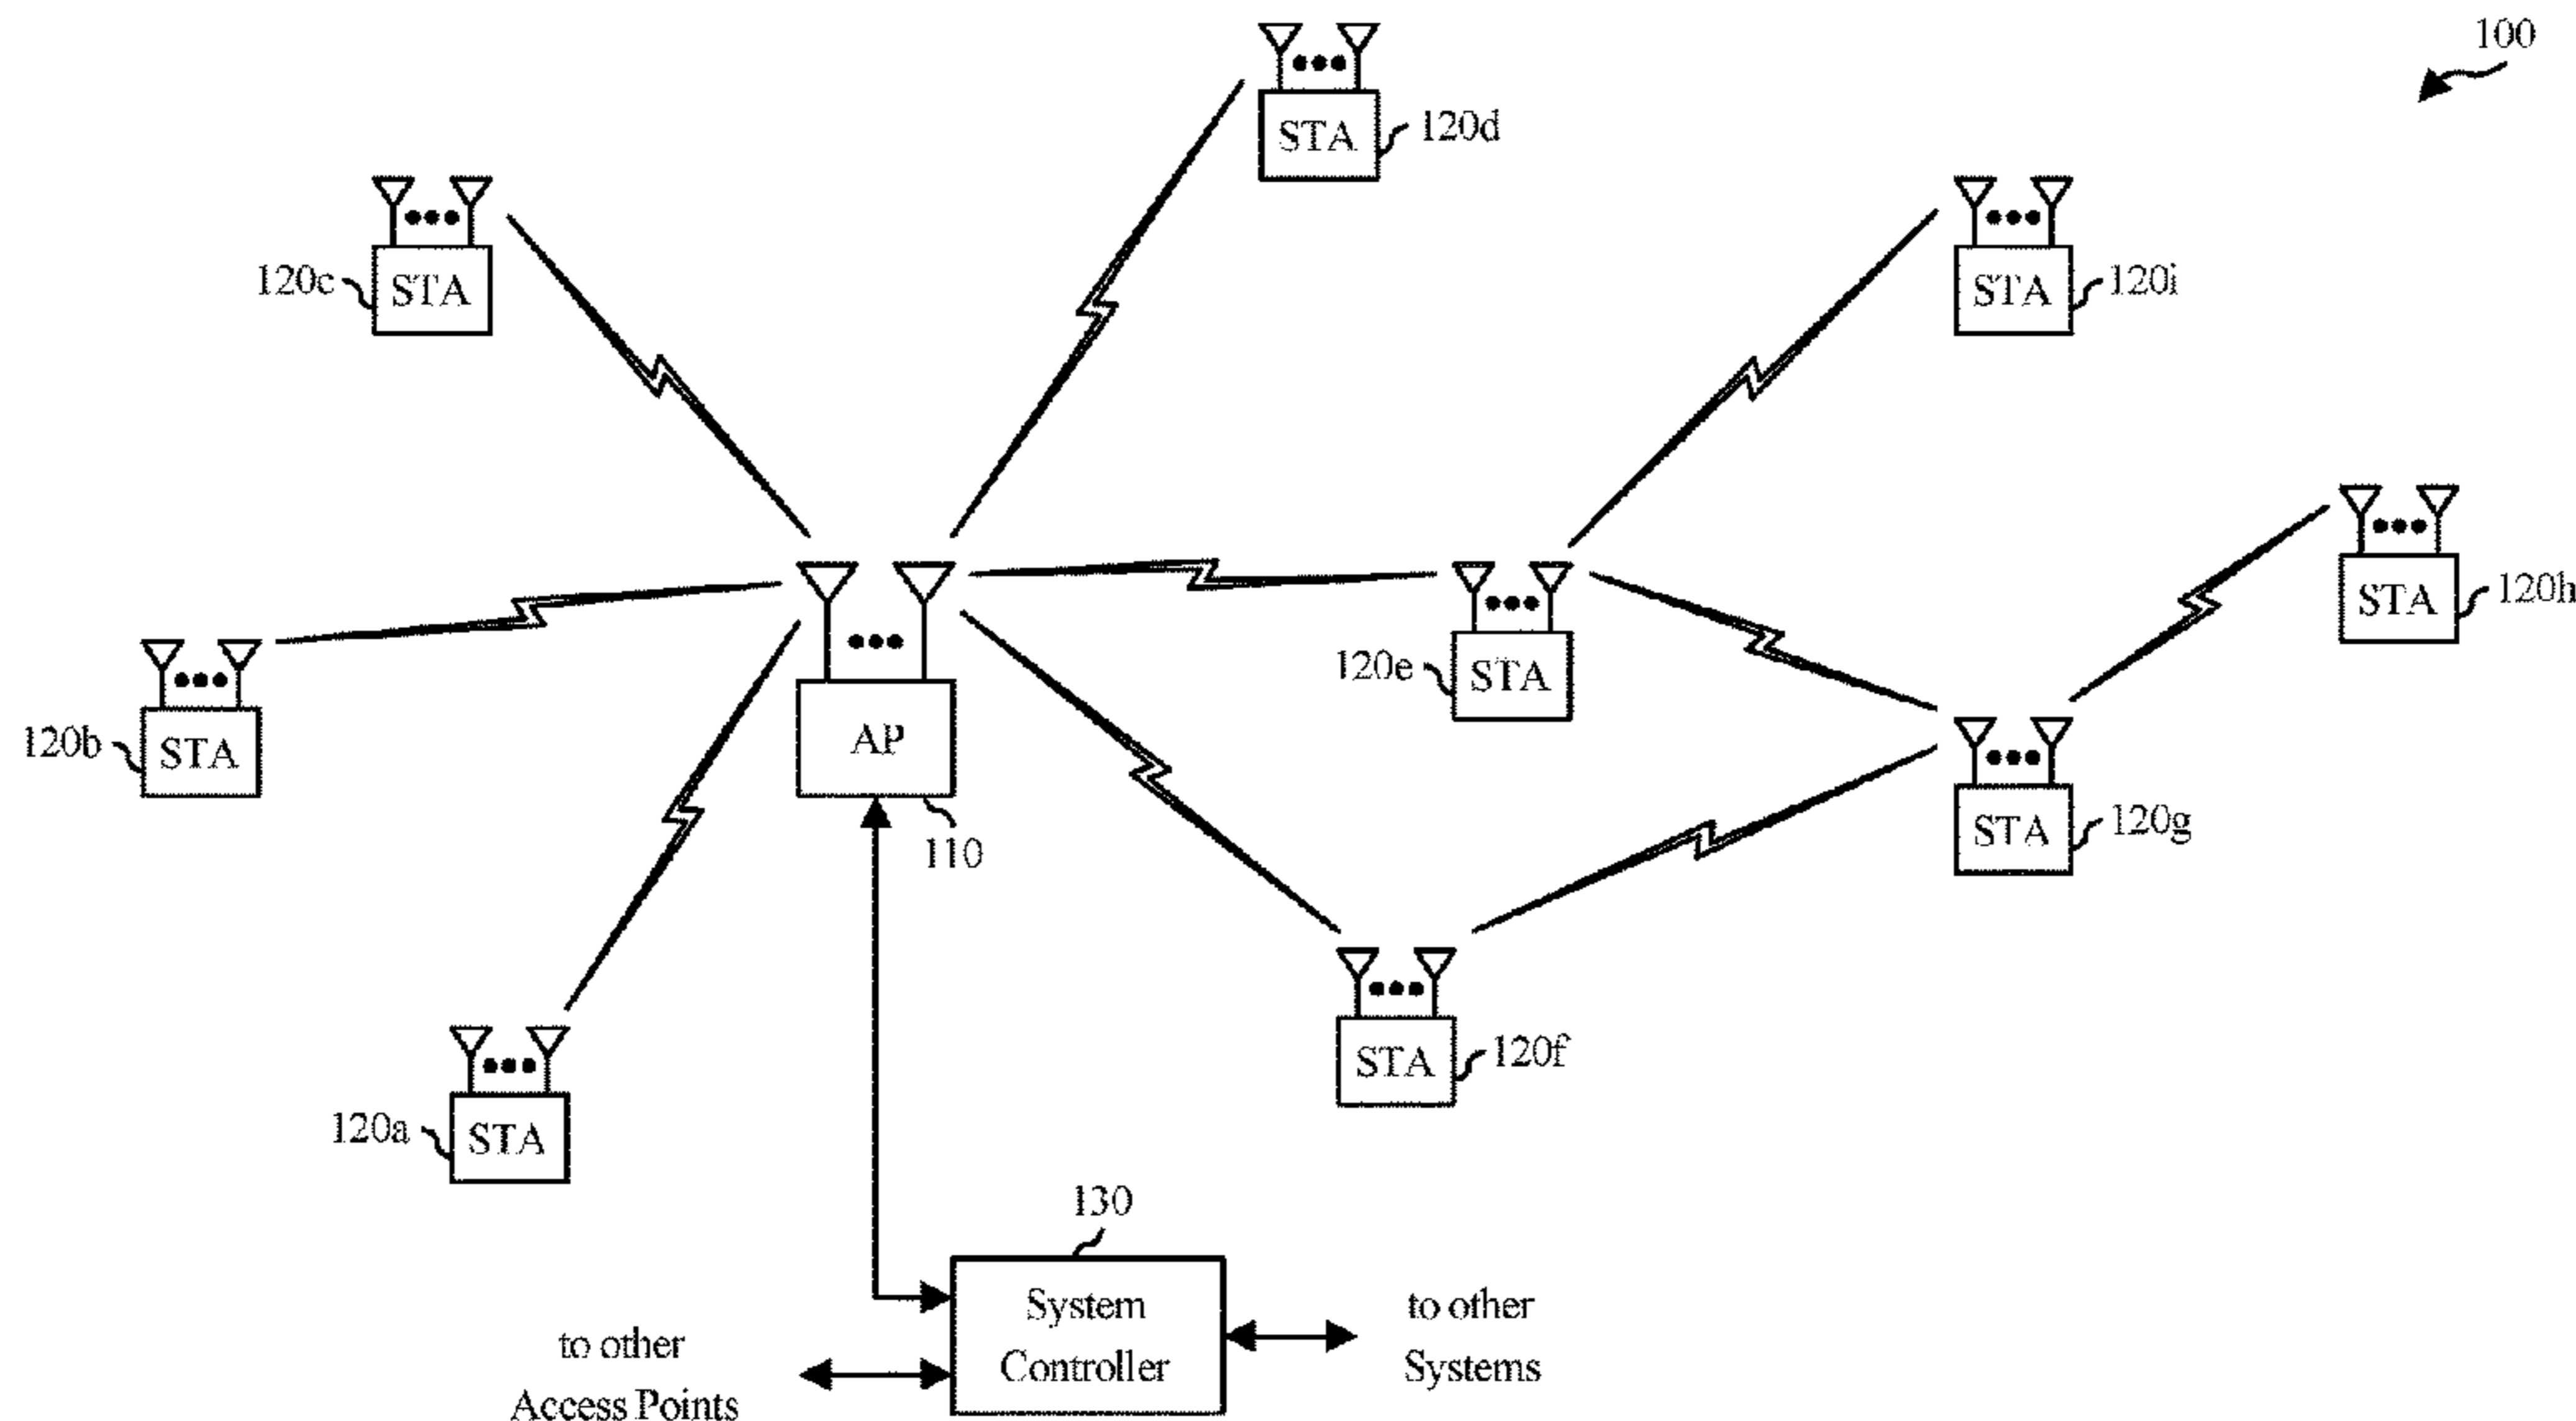 100
STA
120d
120c
STA
STA
120i
STA
120h
120e
STA
120b
STA
AP
110
STA
120g
STA
120f
120a
STA
130
System
Controller
to other
Systems
to other
Access Points